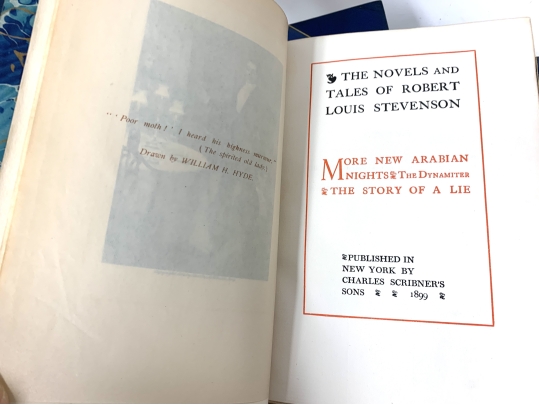 "'Poor moth!' I heard his highness murmur."
(The spirited old lady)
Drawn by WILLIAM H. HYDE.
THE NOVELS AND
TALES OF ROBERT
LOUIS STEVENSON
MORE NEW ARABIAN
NIGHTS THE DYNAMITER
THE STORY OF A LIE
PUBLISHED IN
NEW YORK BY
CHARLES SCRIBNER'S
SONS 1899